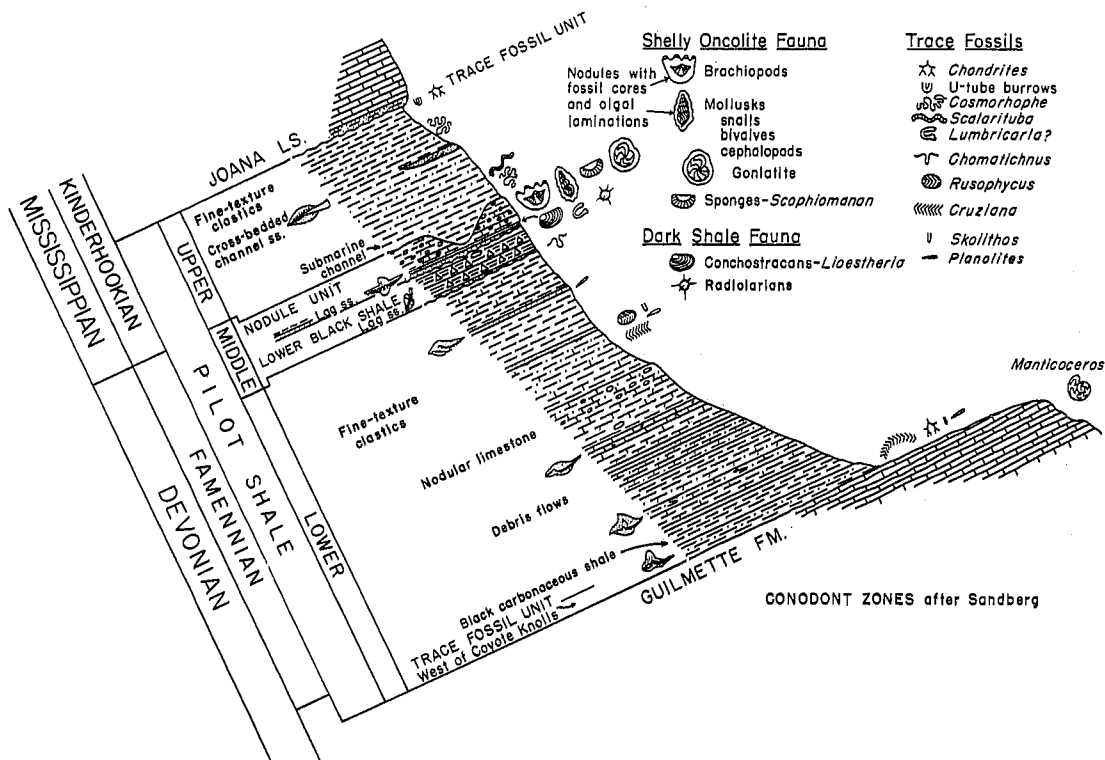 TRACE FOSSIL UNIT
Shelly Oncolite Fauna
Nodules with
fossil cores
and algal
laminations
Brachiopods
Mollusks
snails
bivalves
cephalopods
Goniatite
Sponges-Scophiomanan
Dark Shale Fauna
Conchostracans-Lioestheria
Radiolarians
Trace Fossils
Chondrites
U-tube burrows
Cosmorhophe
Scalarituba
Lumbricaria?
Chomatichnus
Rusophycus
Cruziana
Skolithos
Planolites
Manticoceros
JOANA LS.
Fine-texture
clastics
Cross-bedded
channel ss.
Submarine
channel
NODULE UNIT
Lag ss.
LOWER BLACK SHALE
Lag ss.
Fine-texture
clastics
Nodular limestone
Debris flows
Black carbonaceous shale
TRACE FOSSIL UNIT
West of Coyote Knolls
GUILMETTE FM.
MISSISSIPPIAN
KINDERHOOKIAN
UPPER
MIDDLE
LOWER
PILOT SHALE
FAMENNIAN
DEVONIAN
CONODONT ZONES after Sandberg